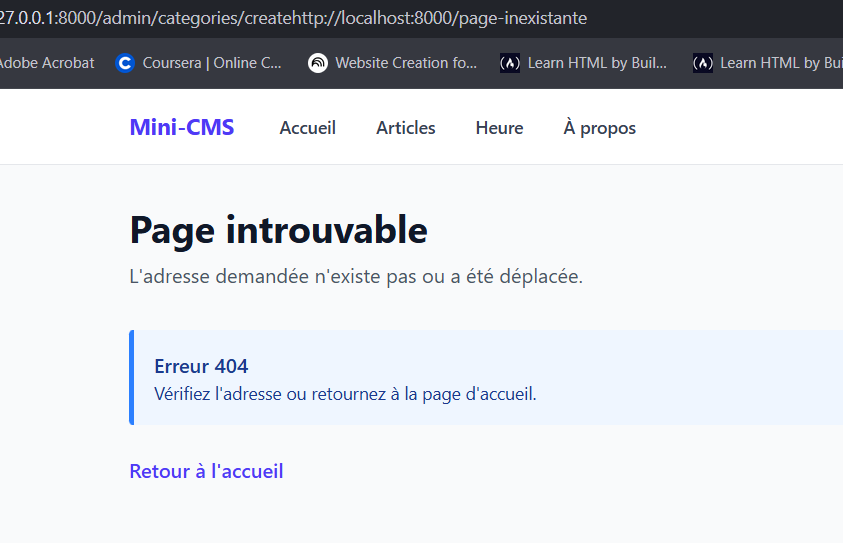 27.0.0.1:8000/admin/categories/createhttp://localhost:8000/page-inexistante
Adobe Acrobat Coursera | Online C... Website Creation fo... Learn HTML by Buil... Learn HTML by Bui
Mini-CMS Accueil Articles Heure À propos
Page introuvable
L'adresse demandée n'existe pas ou a été déplacée.
Erreur 404
Vérifiez l'adresse ou retournez à la page d'accueil.
Retour à l'accueil